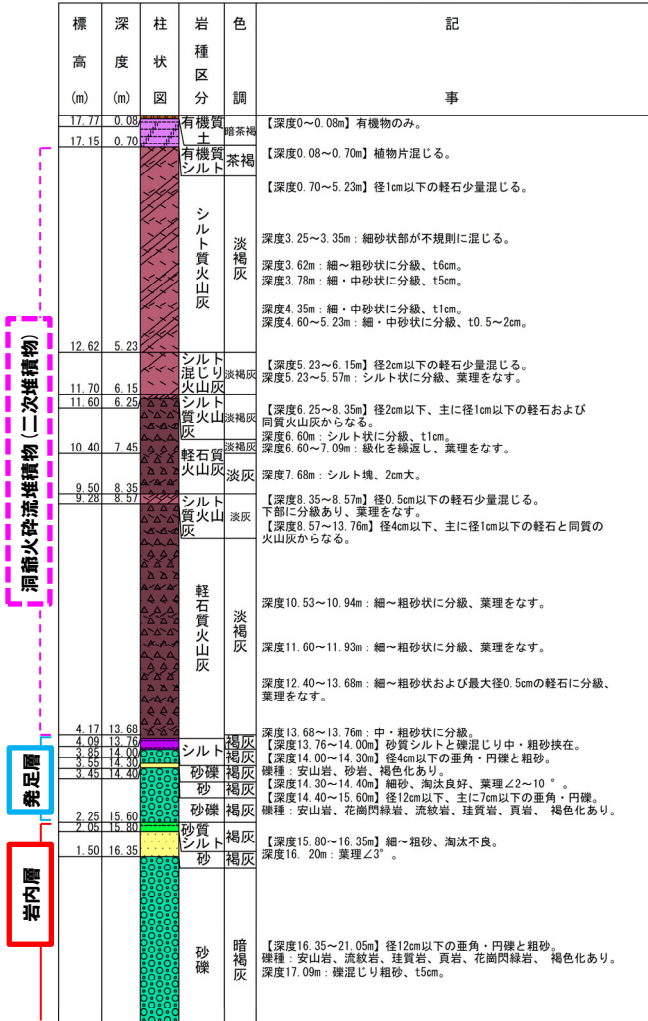 標高(m)
深度(m)
柱状図
岩種区分
色調
記事
17.77 0.08
17.15 0.70
12.62 5.23
11.70 6.15
11.60 6.25
10.40 7.45
9.50 8.35
9.28 8.57
4.17 13.68
4.09 13.76
3.85 14.00
3.55 14.30
3.45 14.40
2.25 15.60
2.05 15.80
1.50 16.35
有機質土
有機質シルト
シルト質火山灰
シルト混じり火山灰
シルト質火山灰
軽石質火山灰
シルト質火山灰
軽石質火山灰
シルト
砂礫
砂
砂礫
砂質シルト
砂
砂礫
暗茶褐
茶褐
淡褐灰
淡褐灰
淡褐灰
淡褐灰
淡灰
淡灰
淡褐灰
褐灰
褐灰
褐灰
褐灰
褐灰
褐灰
褐灰
暗褐灰
【深度0～0.08m】有機物のみ。
【深度0.08～0.70m】植物片混じる。
【深度0.70～5.23m】径1cm以下の軽石少量混じる。
深度3.25～3.35m：細砂状部が不規則に混じる。
深度3.62m：細～粗砂状に分級、t6cm。
深度3.78m：細・中砂状に分級、t5cm。
深度4.35m：細・中砂状に分級、t1cm。
深度4.60～5.23m：細・中砂状に分級、t0.5～2cm。
【深度5.23～6.15m】径2cm以下の軽石少量混じる。
深度5.23～5.57m：シルト状に分級、葉理をなす。
【深度6.25～8.35m】径2cm以下、主に径1cm以下の軽石および
同質火山灰からなる。
深度6.60m：シルト状に分級、t1cm。
深度6.60～7.09m：級化を繰返し、葉理をなす。
深度7.68m：シルト塊、2cm大。
【深度8.35～8.57m】径0.5cm以下の軽石少量混じる。
下部に分級あり、葉理をなす。
【深度8.57～13.76m】径4cm以下、主に径1cm以下の軽石と同質の
火山灰からなる。
深度10.53～10.94m：細～粗砂状に分級、葉理をなす。
深度11.60～11.93m：細～粗砂状に分級、葉理をなす。
深度12.40～13.68m：細～粗砂状および最大径0.5cmの軽石に分級、
葉理をなす。
深度13.68～13.76m：中・粗砂状に分級。
【深度13.76～14.00m】砂質シルトと礫混じり中・粗砂挟在。
【深度14.00～14.30m】径4cm以下の亜角・円礫と粗砂。
礫種：安山岩、砂岩、褐色化あり。
【深度14.30～14.40m】細砂、淘汰良好、葉理∠2～10 °。
【深度14.40～15.60m】径12cm以下、主に7cm以下の亜角・円礫。
礫種：安山岩、花崗閃緑岩、流紋岩、珪質岩、頁岩、 褐色化あり。
【深度15.80～16.35m】細～粗砂、淘汰不良。
深度16. 20m：葉理∠3° 。
【深度16.35～21.05m】径12cm以下の亜角・円礫と粗砂。
礫種：安山岩、流紋岩、珪質岩、頁岩、花崗閃緑岩、 褐色化あり。
深度17.09m：礫混じり粗砂、t5cm。
洞爺火砕流堆積物(二次堆積物)
発足層
岩内層